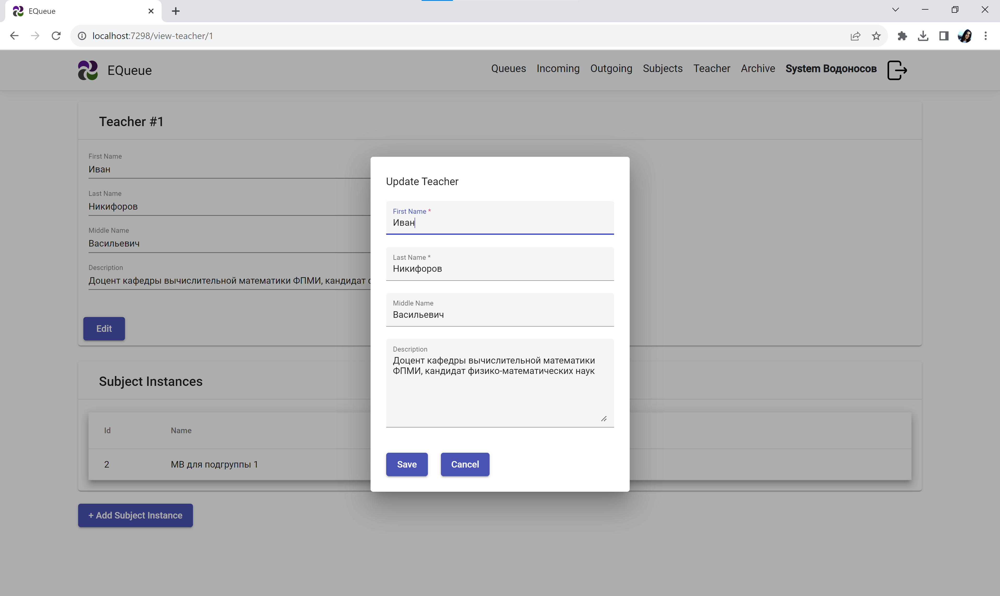 EQueue
localhost:7298/view-teacher/1
EQueue
Queues Incoming Outgoing Subjects Teacher Archive System Водоносов
Teacher #1
First Name
Иван
Last Name
Никифоров
Middle Name
Васильевич
Description
Доцент кафедры вычислительной математики ФПМИ, кандидат
Edit
Subject Instances
Id Name
2 МВ для подгруппы 1
+ Add Subject Instance
Update Teacher
First Name *
Иван
Last Name *
Никифоров
Middle Name
Васильевич
Description
Доцент кафедры вычислительной математики
ФПМИ, кандидат физико-математических наук
Save Cancel